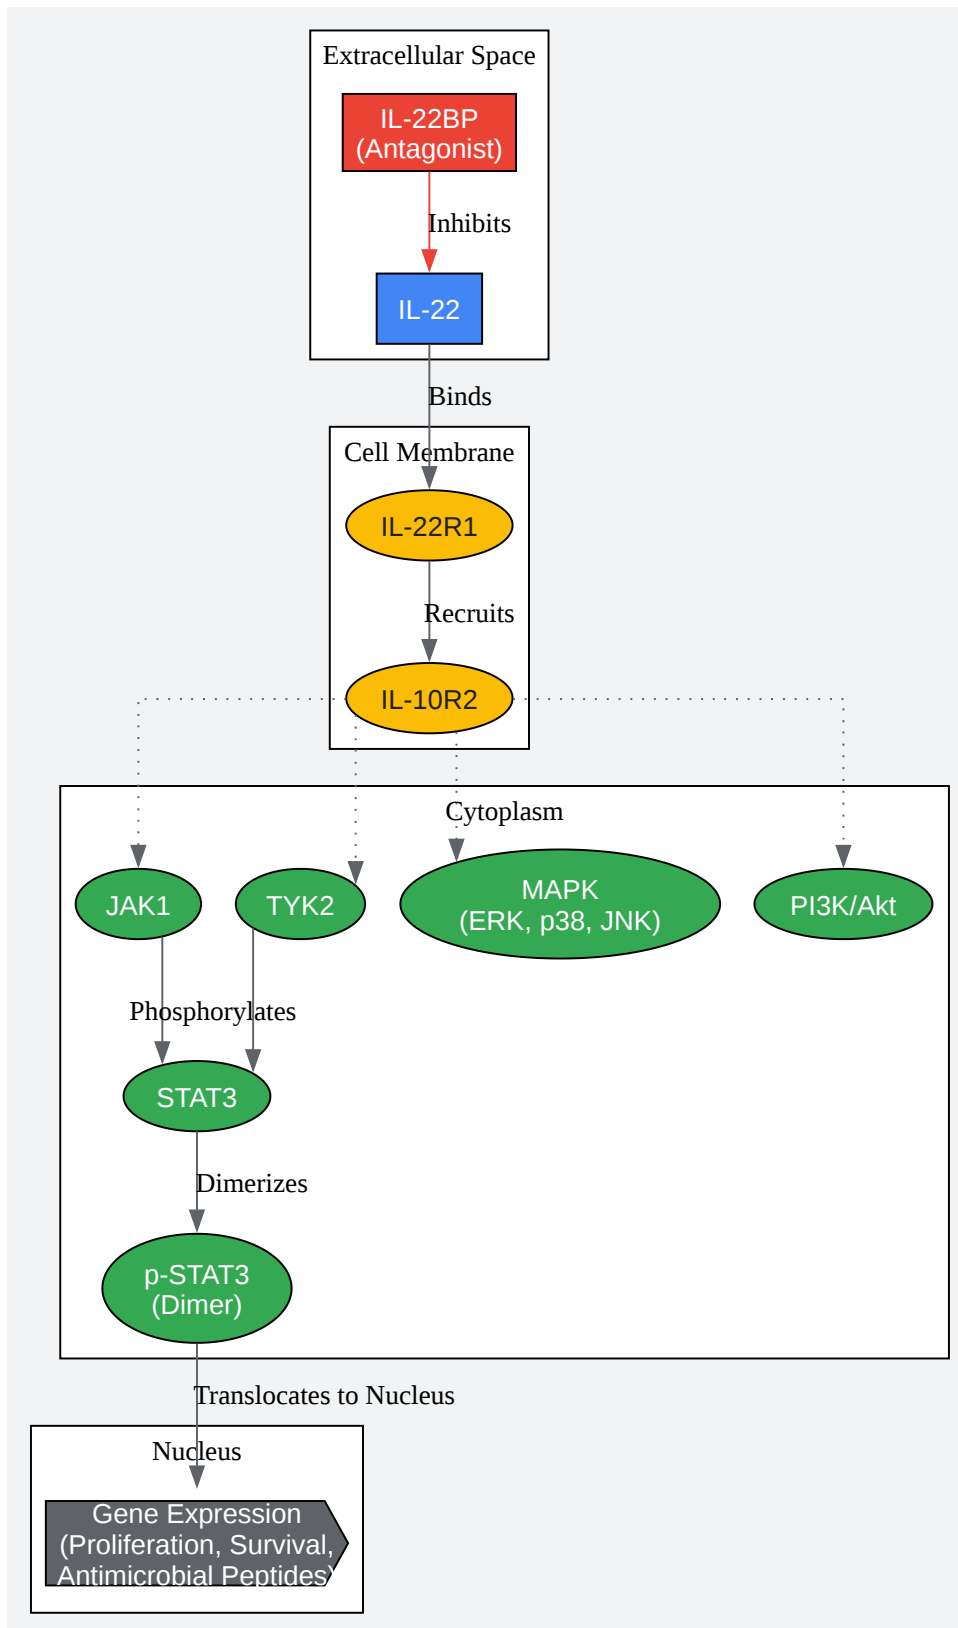 Extracellular Space
IL-22BP
(Antagonist)
Inhibits
IL-22
Binds
Cell Membrane
IL-22R1
Recruits
IL-10R2
Cytoplasm
JAK1
TYK2
MAPK
(ERK, p38, JNK)
PI3K/Akt
Phosphorylates
STAT3
Dimerizes
p-STAT3
(Dimer)
Translocates to Nucleus
Nucleus
Gene Expression
(Proliferation, Survival,
Antimicrobial Peptides)